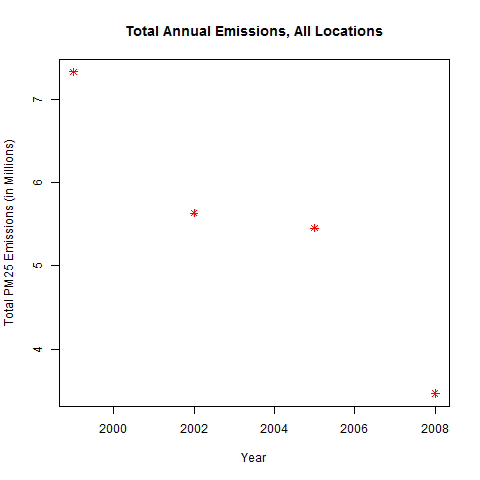 Total Annual Emissions, All Locations
Total PM25 Emissions (in Millions)
7
6
5
4
2000 2002 2004 2006 2008
Year